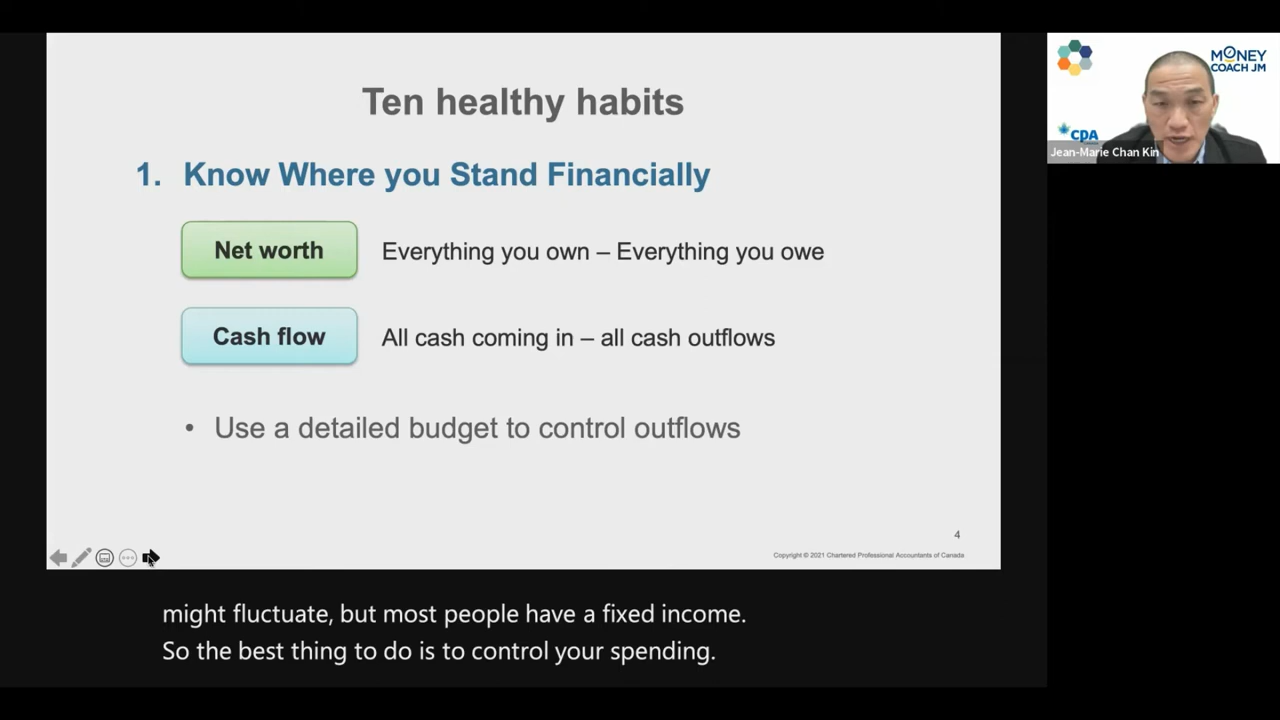 Ten healthy habits
1. Know Where you Stand Financially
Net worth
Everything you own – Everything you owe
Cash flow
All cash coming in – all cash outflows
• Use a detailed budget to control outflows
4
Copyright © 2021 Chartered Professional Accountants of Canada
MONEY
COACH JM
CPA
Jean-Marie Chan Kin
might fluctuate, but most people have a fixed income.
So the best thing to do is to control your spending.